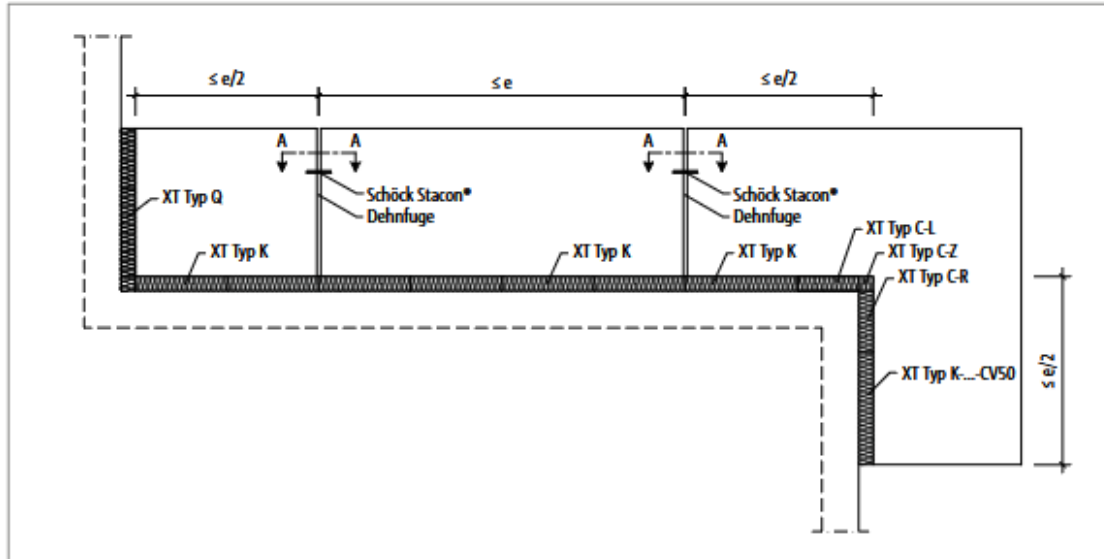 ≤ e/2
≤ e
≤ e/2
A
A
A
A
XT Typ Q
Schöck Stacon®
Dehnfuge
Schöck Stacon®
Dehnfuge
XT Typ K
XT Typ K
XT Typ K
XT Typ C-L
XT Typ C-Z
XT Typ C-R
XT Typ K-...-CV50
≤ e/2